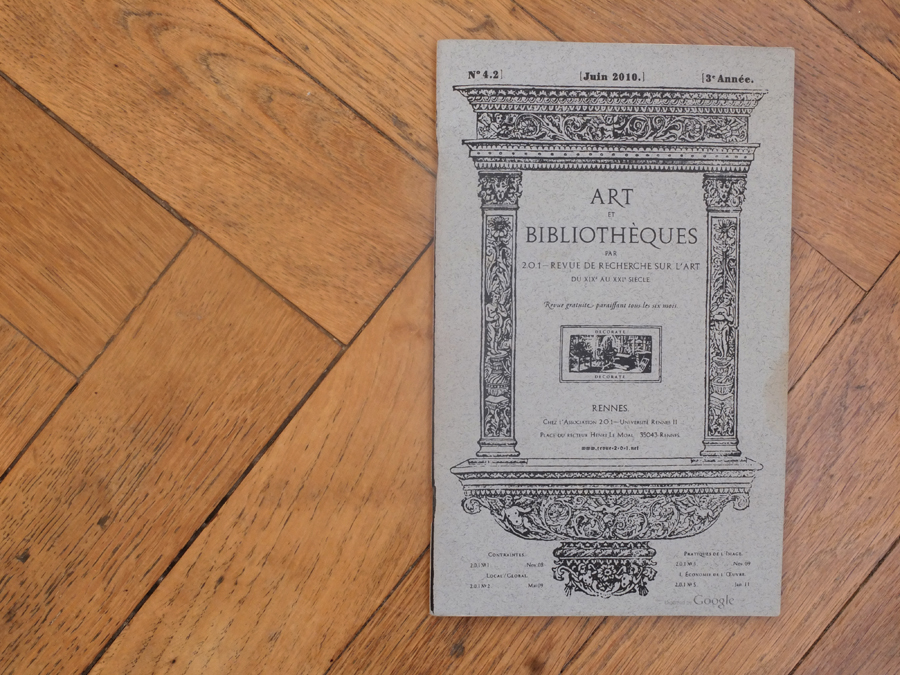 Nº 4.2]
[Juin 2010.]
[3e Année.
ART
ET
BIBLIOTHÈQUES
PAR
2.0.1 – REVUE DE RECHERCHE SUR L'ART
DU XIXe AU XXIe SIÈCLE
Revue gratuite, paraissant tous les six mois.
DECORATE
DECORATE
RENNES,
CHEZ L'ASSOCIATION 2.0.1 – UNIVERSITÉ RENNES II
PLACE DU RECTEUR HENRI LE MOAL, 35043 RENNES.
www.revue-2-0-1.net
CONTRAINTES.
2.0.1 Nº
Nov. 08
LOCAL/GLOBAL.
2.0.1 Nº 2.
Mai 09
PRATIQUES DE L'IMAGE.
2.0.1 Nº 3.
Nov. 09
L'ÉCONOMIE DE L'ŒUVRE.
2.0.1 Nº 5.
Jan. 11
Google